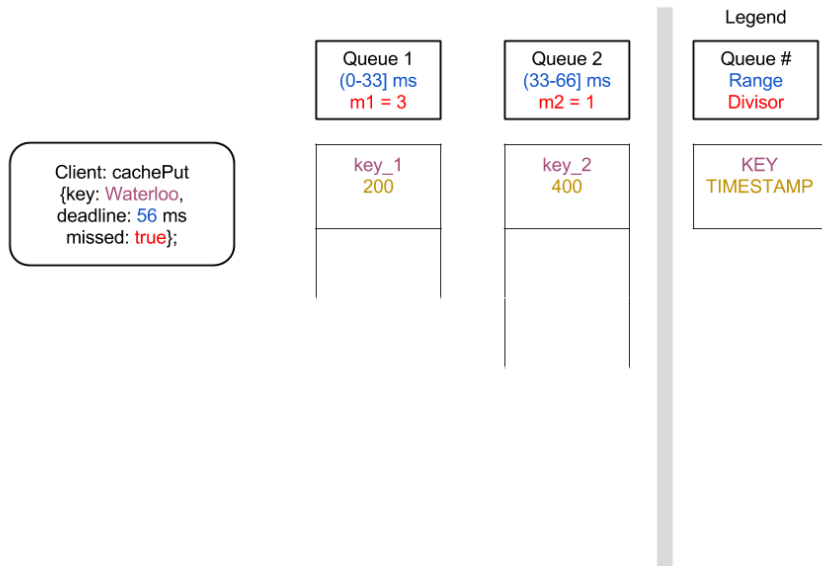 Legend
Queue 1
(0-33] ms
m1 = 3
Queue 2
(33-66] ms
m2 = 1
Queue #
Range
Divisor
Client: cachePut
{key: Waterloo,
deadline: 56 ms
missed: true};
key_1
200
key_2
400
KEY
TIMESTAMP